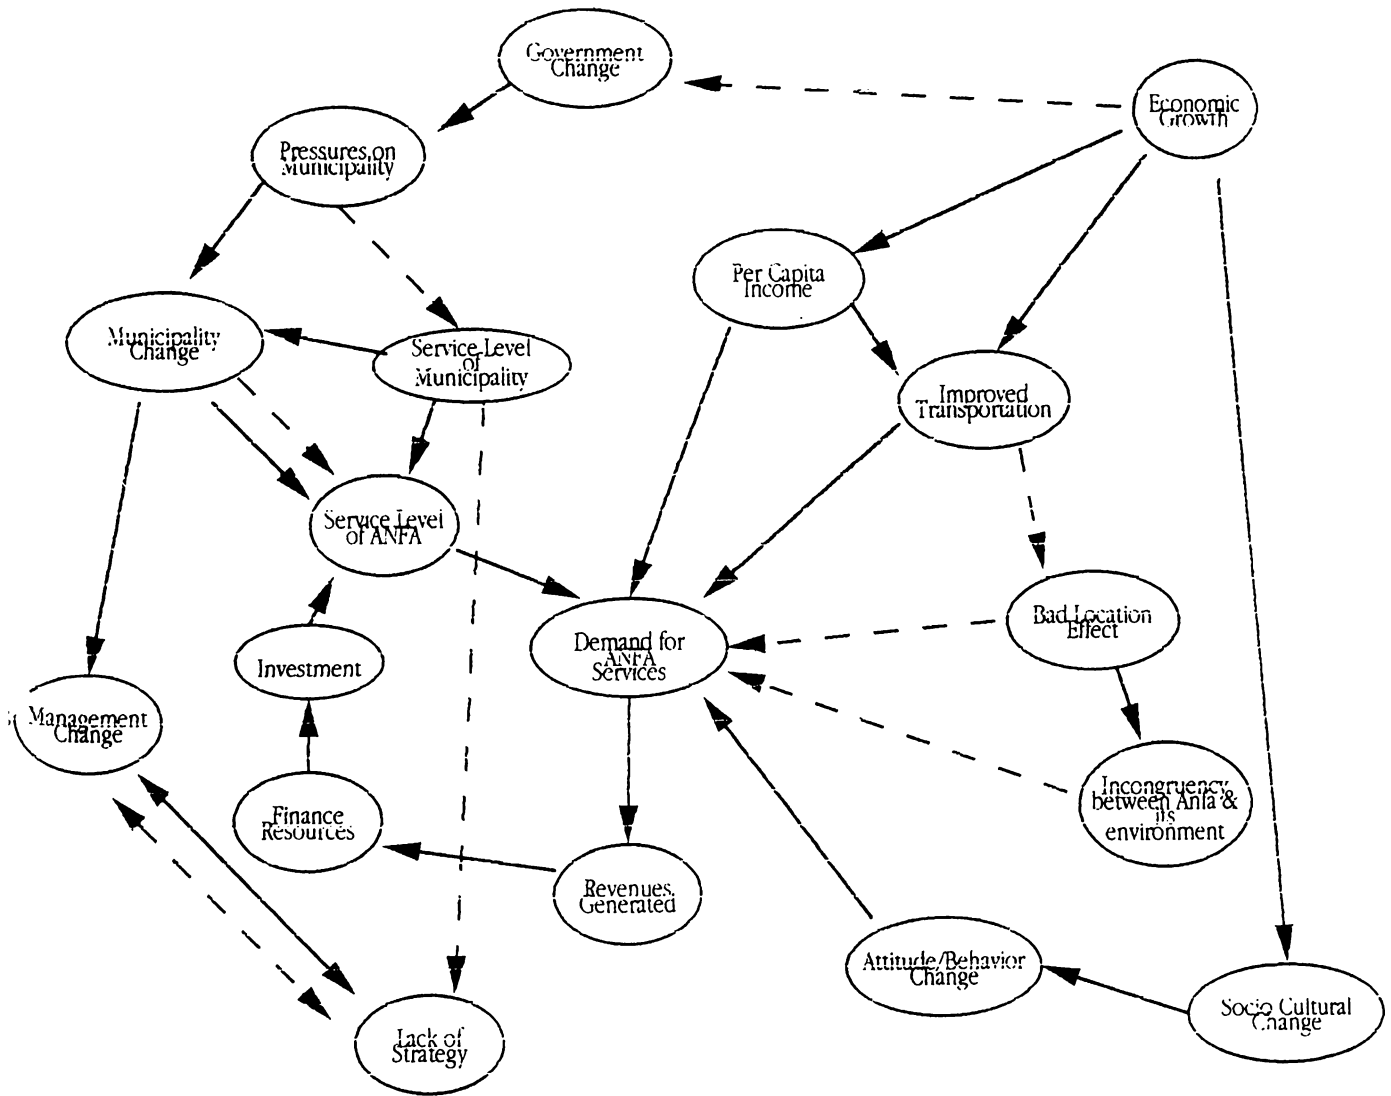 Government
Change
Economic
Growth
Pressures on
Municipality
Per Capita
Income
Municipality
Change
Service Level
of
Municipality
Improved
Transportation
Service Level
of ANFA
Bad Location
Effect
Demand for
ANFA
Services
Investment
Management
Change
Incongruency
between Anfa &
its
environment
Finance
Resources
Revenues
Generated
Attitude/Behavior
Change
Socio Cultural
Change
Lack of
Strategy